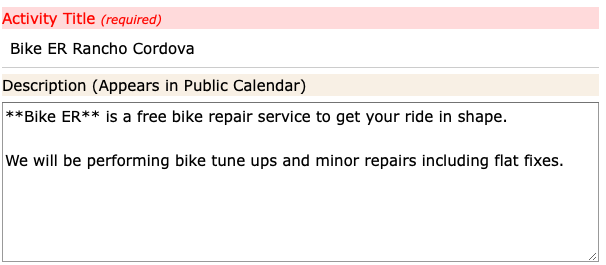 Activity Title (required)
Bike ER Rancho Cordova
Description (Appears in Public Calendar)
**Bike ER** is a free bike repair service to get your ride in shape.
We will be performing bike tune ups and minor repairs including flat fixes.